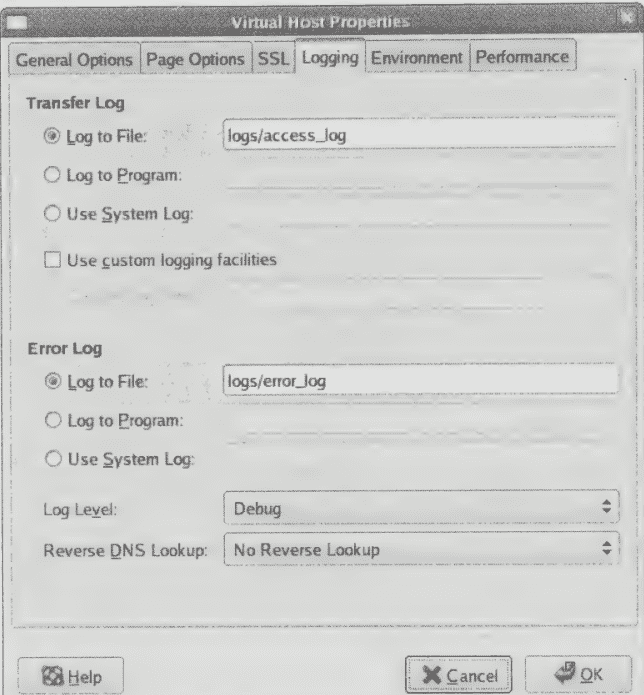 Virtual Host Properties
General Options Page Options SSL Logging Environment Performance
Transfer Log
Log to File: logs/access_log
Log to Program:
Use System Log:
Use custom logging facilities
Error Log
Log to File: logs/error_log
Log to Program:
Use System Log:
Log Level: Debug
Reverse DNS Lookup: No Reverse Lookup
Help Cancel OK